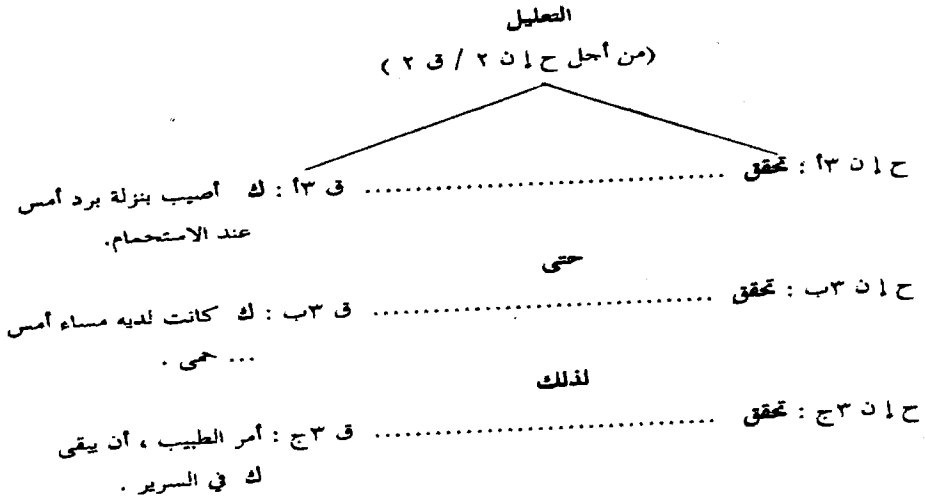 التعليل
(من أجل ح إ ن ٢ / ق ٢ )
ح إ ن ٣أ : تحقق .................................... ق ٣أ : ك أصيب بنزلة برد أمس
عند الاستحمام.
حتى
ح إ ن ٣ب : تحقق .................................... ق ٣ب : ك كانت لديه مساء أمس
... حمى .
لذلك
ح إ ن ٣ج : تحقق .................................... ق ٣ج : أمر الطبيب ، أن يبقى
ك في السرير .